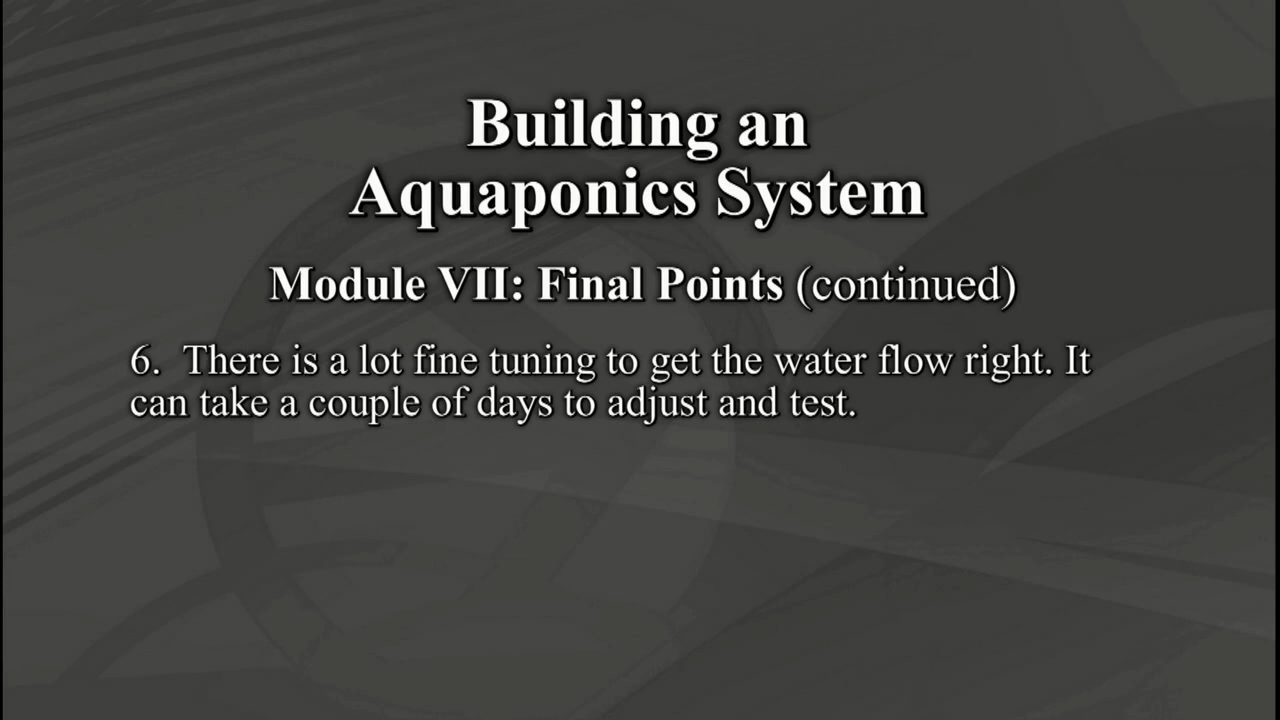 Building an
Aquaponics System
Module VII: Final Points (continued)
6. There is a lot fine tuning to get the water flow right. It
can take a couple of days to adjust and test.